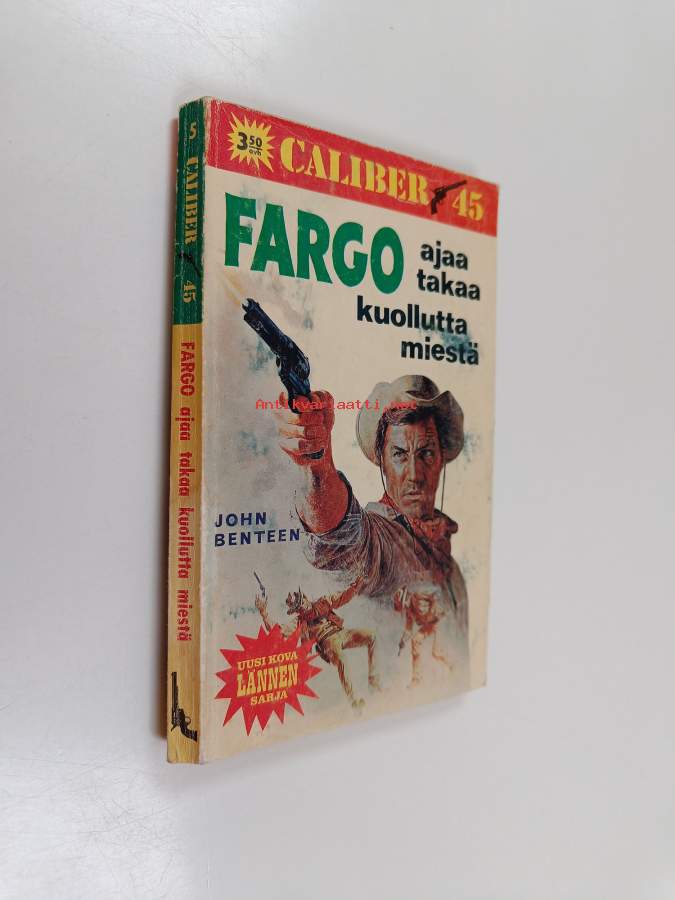 5 CALIBER 45 FARGO ajaa takaa kuollutta miestä
3 50 ovh
CALIBER 45
FARGO ajaa
takaa
kuollutta
miestä
Antikvariaatti.net
JOHN
BENTEEN
UUSI KOVA
LÄNNEN
SARJA